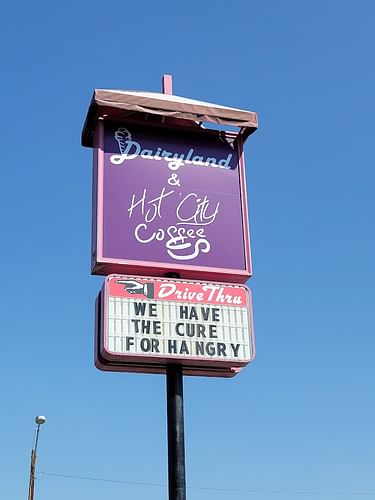 Dairyland
&
Hot City
Coffee
Drive Thru
WE HAVE
THE CURE
FOR HANGRY